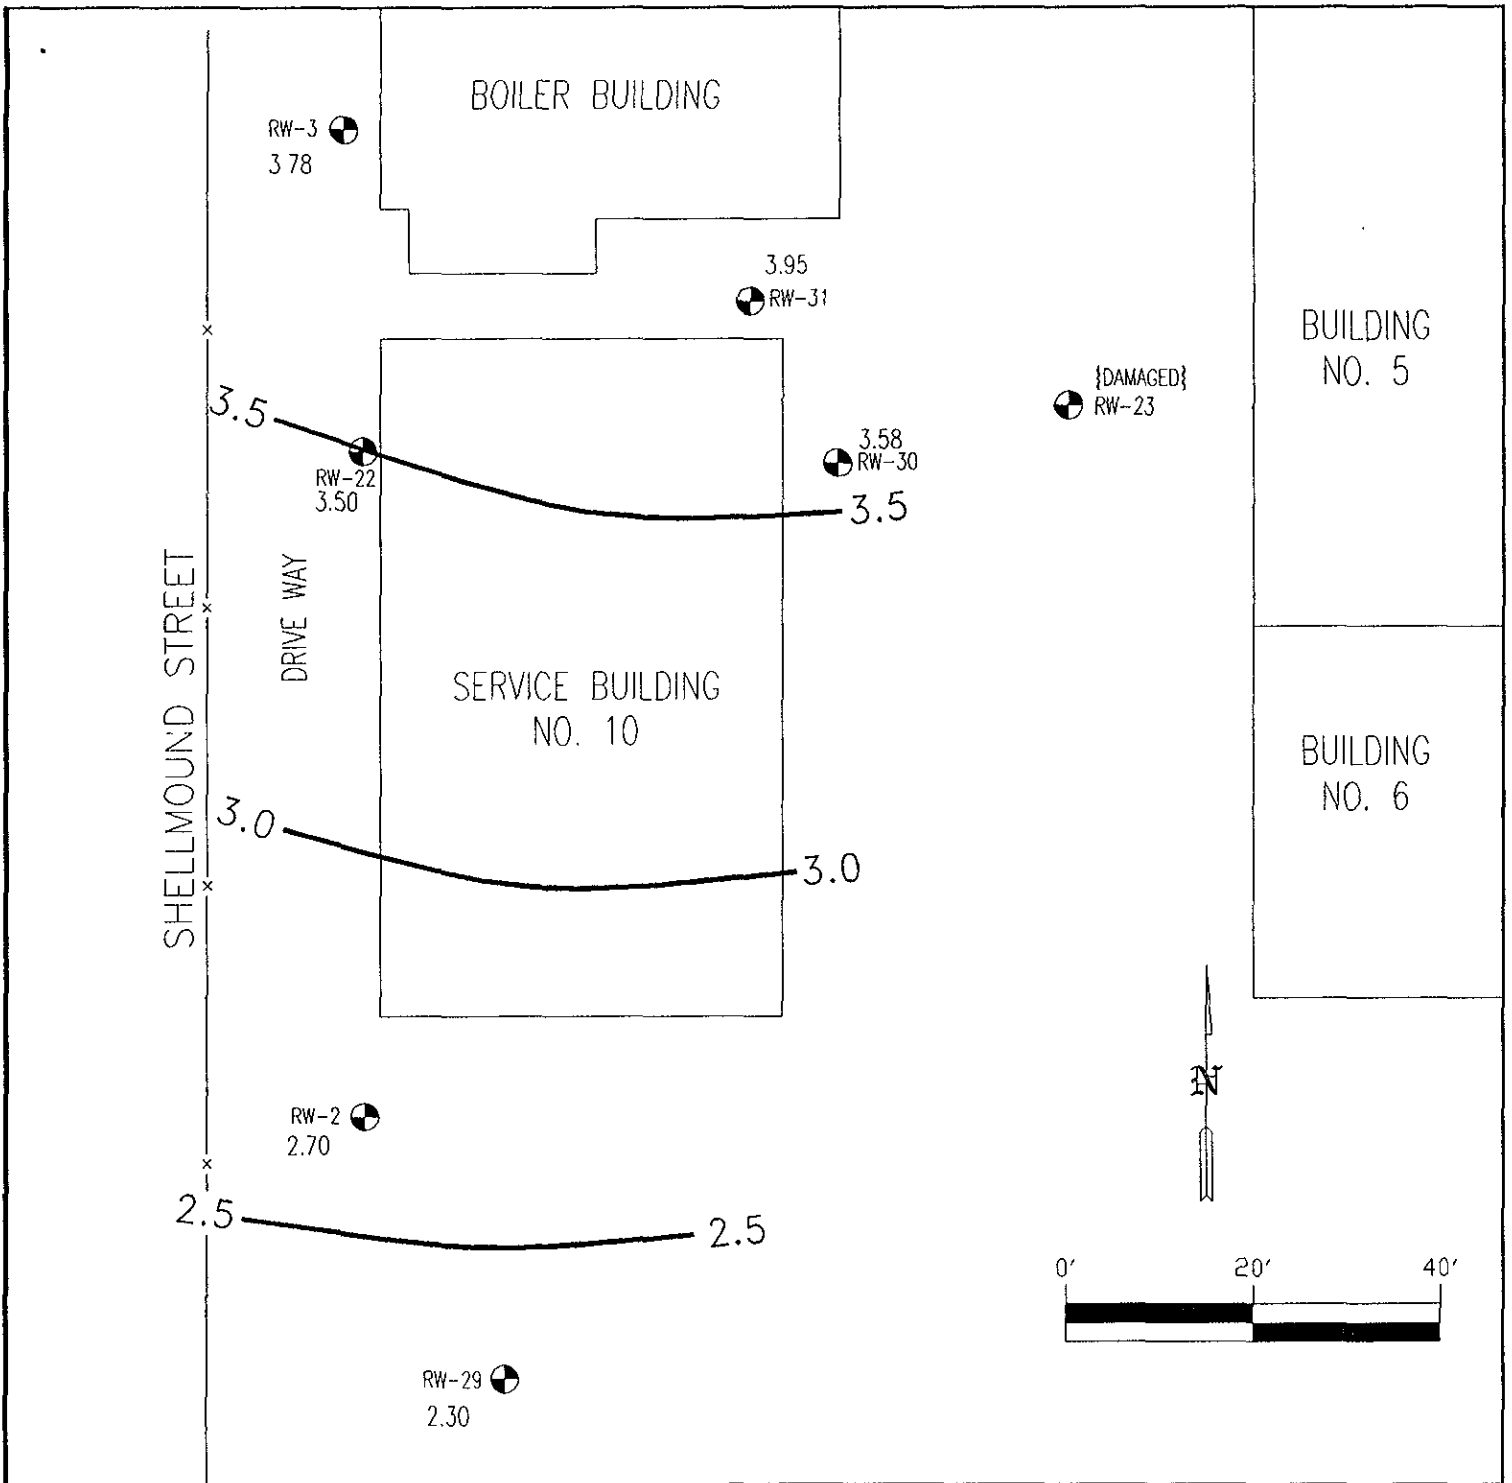 BOILER BUILDING
RW-3
3 78
3.95
RW-31
BUILDING
NO. 5
{DAMAGED}
RW-23
3.5
3.58
RW-30
RW-22
3.50
3.5
DRIVE WAY
SHELLMOUND STREET
SERVICE BUILDING
NO. 10
BUILDING
NO. 6
3.0
3.0
N
RW-2
2.70
2.5
2.5
0' 20' 40'
RW-29
2.30